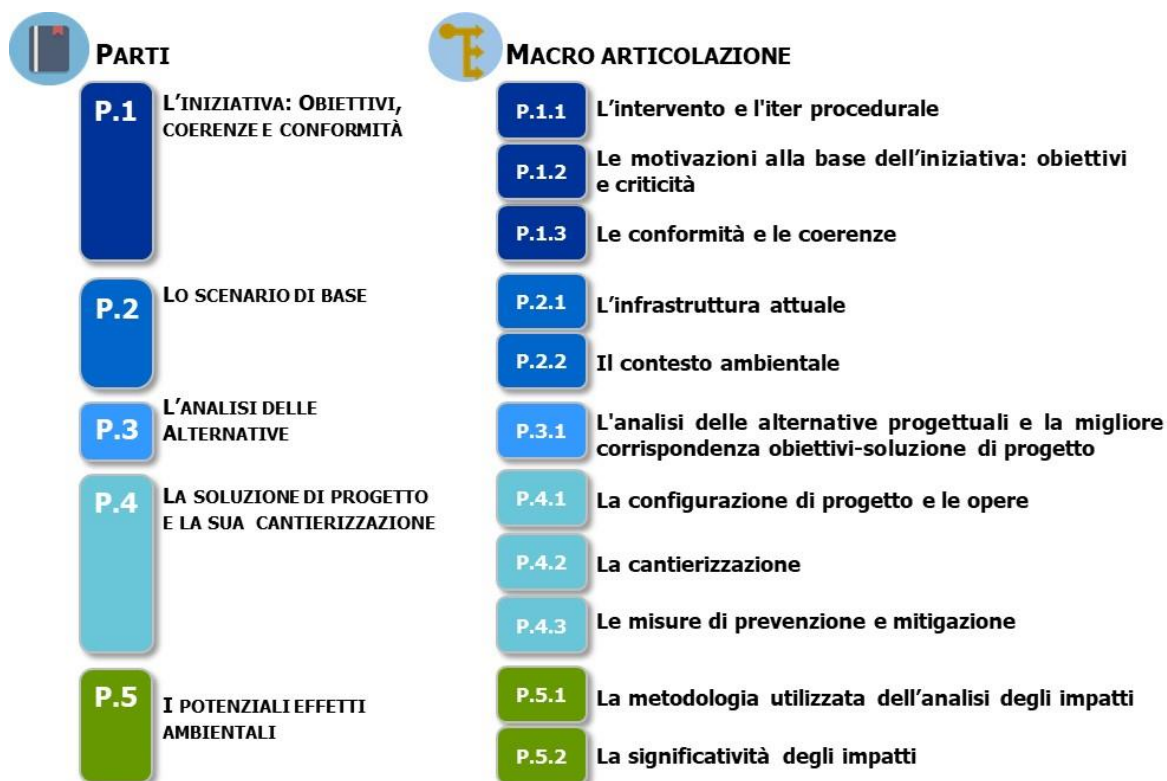 PARTI
MACRO ARTICOLAZIONE
P.1
L'INIZIATIVA: OBIETTIVI,
COERENZE E CONFORMITÀ
P.1.1
L'intervento e l'iter procedurale
P.1.2
Le motivazioni alla base dell'iniziativa: obiettivi
e criticità
P.1.3
Le conformità e le coerenze
P.2
LO SCENARIO DI BASE
P.2.1
L'infrastruttura attuale
P.2.2
Il contesto ambientale
P.3
L'ANALISI DELLE
ALTERNATIVE
P.3.1
L'analisi delle alternative progettuali e la migliore
corrispondenza obiettivi-soluzione di progetto
P.4
LA SOLUZIONE DI PROGETTO
E LA SUA CANTIERIZZAZIONE
P.4.1
La configurazione di progetto e le opere
P.4.2
La cantierizzazione
P.4.3
Le misure di prevenzione e mitigazione
P.5
I POTENZIALI EFFETTI
AMBIENTALI
P.5.1
La metodologia utilizzata dell'analisi degli impatti
P.5.2
La significatività degli impatti